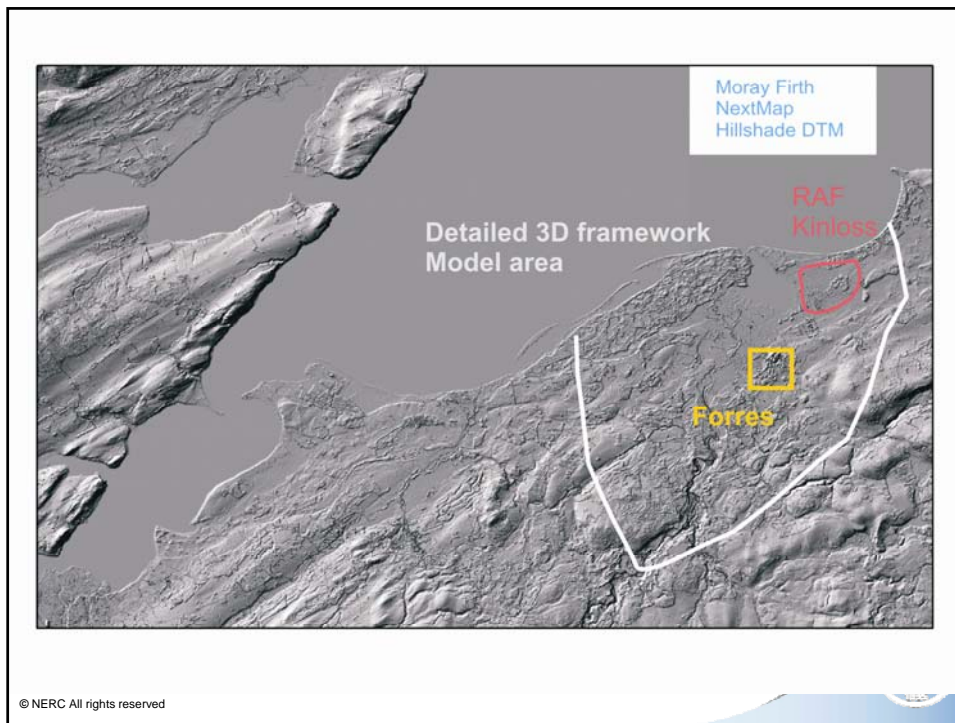 Moray Firth
NextMap
Hillshade DTM
RAF
Kinloss
Detailed 3D framework
Model area
Forres
© NERC All rights reserved